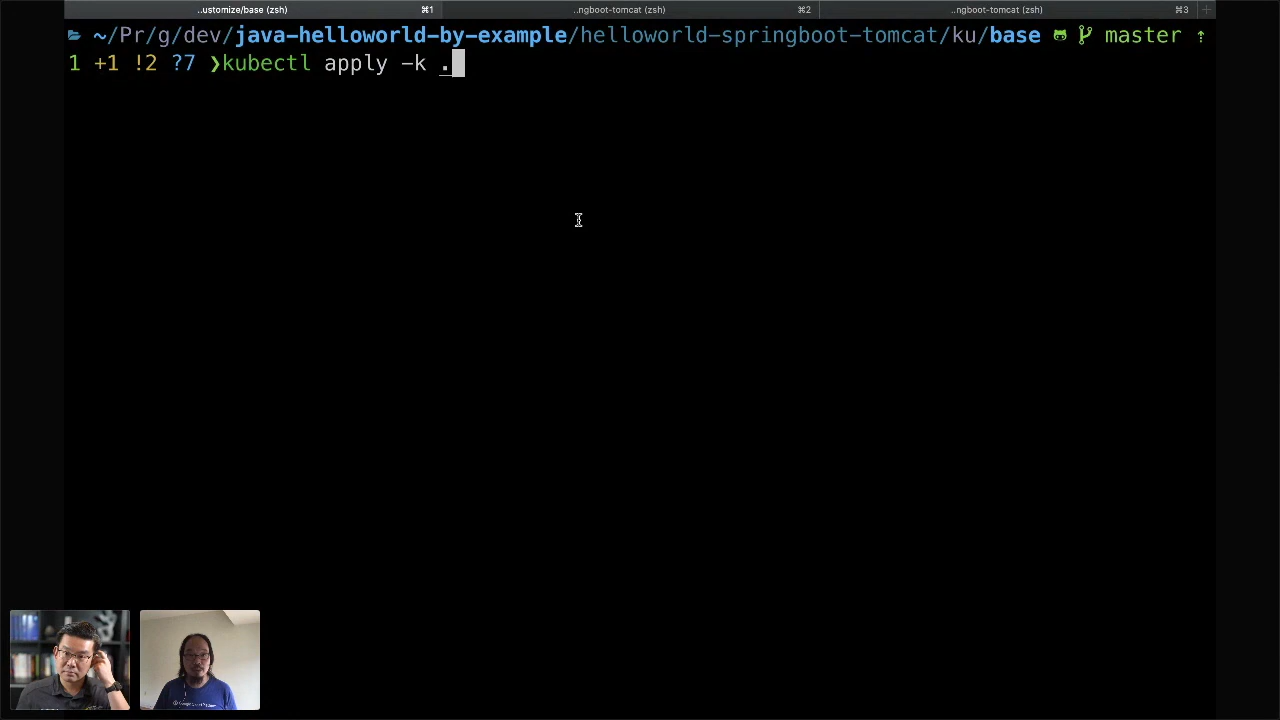 ..ustomize/base (zsh) ⌘1 ..ngboot-tomcat (zsh) ⌘2 ..ngboot-tomcat (zsh) ⌘3 +
~/Pr/g/dev/java-helloworld-by-example/helloworld-springboot-tomcat/ku/base master ⇡
1 +1 !2 ?7 ❯kubectl apply -k .